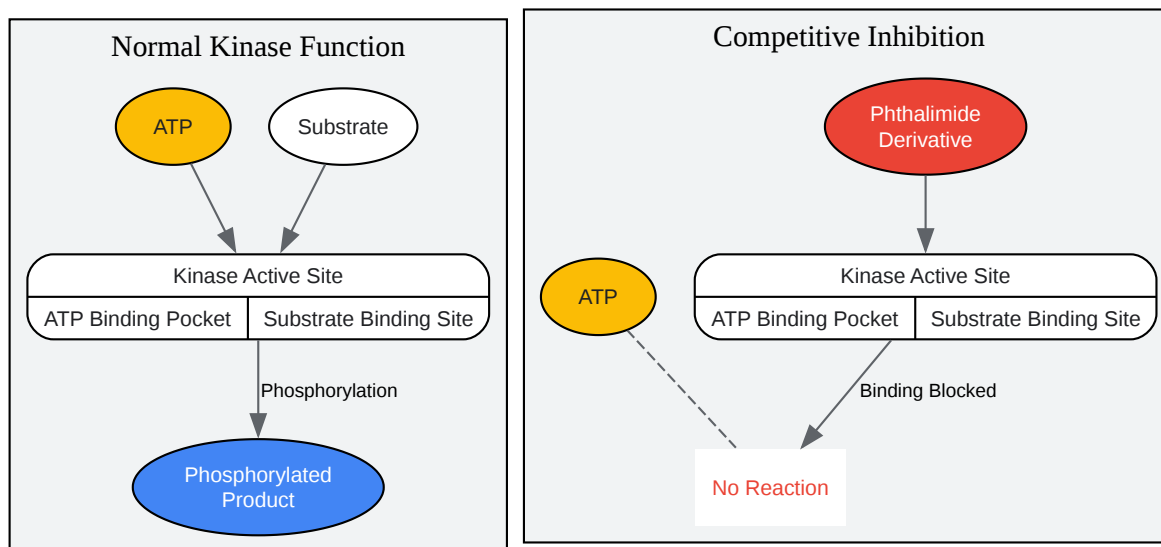 Normal Kinase Function
ATP
Substrate
Kinase Active Site
ATP Binding Pocket
Substrate Binding Site
Phosphorylation
Phosphorylated
Product
Competitive Inhibition
Phthalimide
Derivative
ATP
Kinase Active Site
ATP Binding Pocket
Substrate Binding Site
Binding Blocked
No Reaction